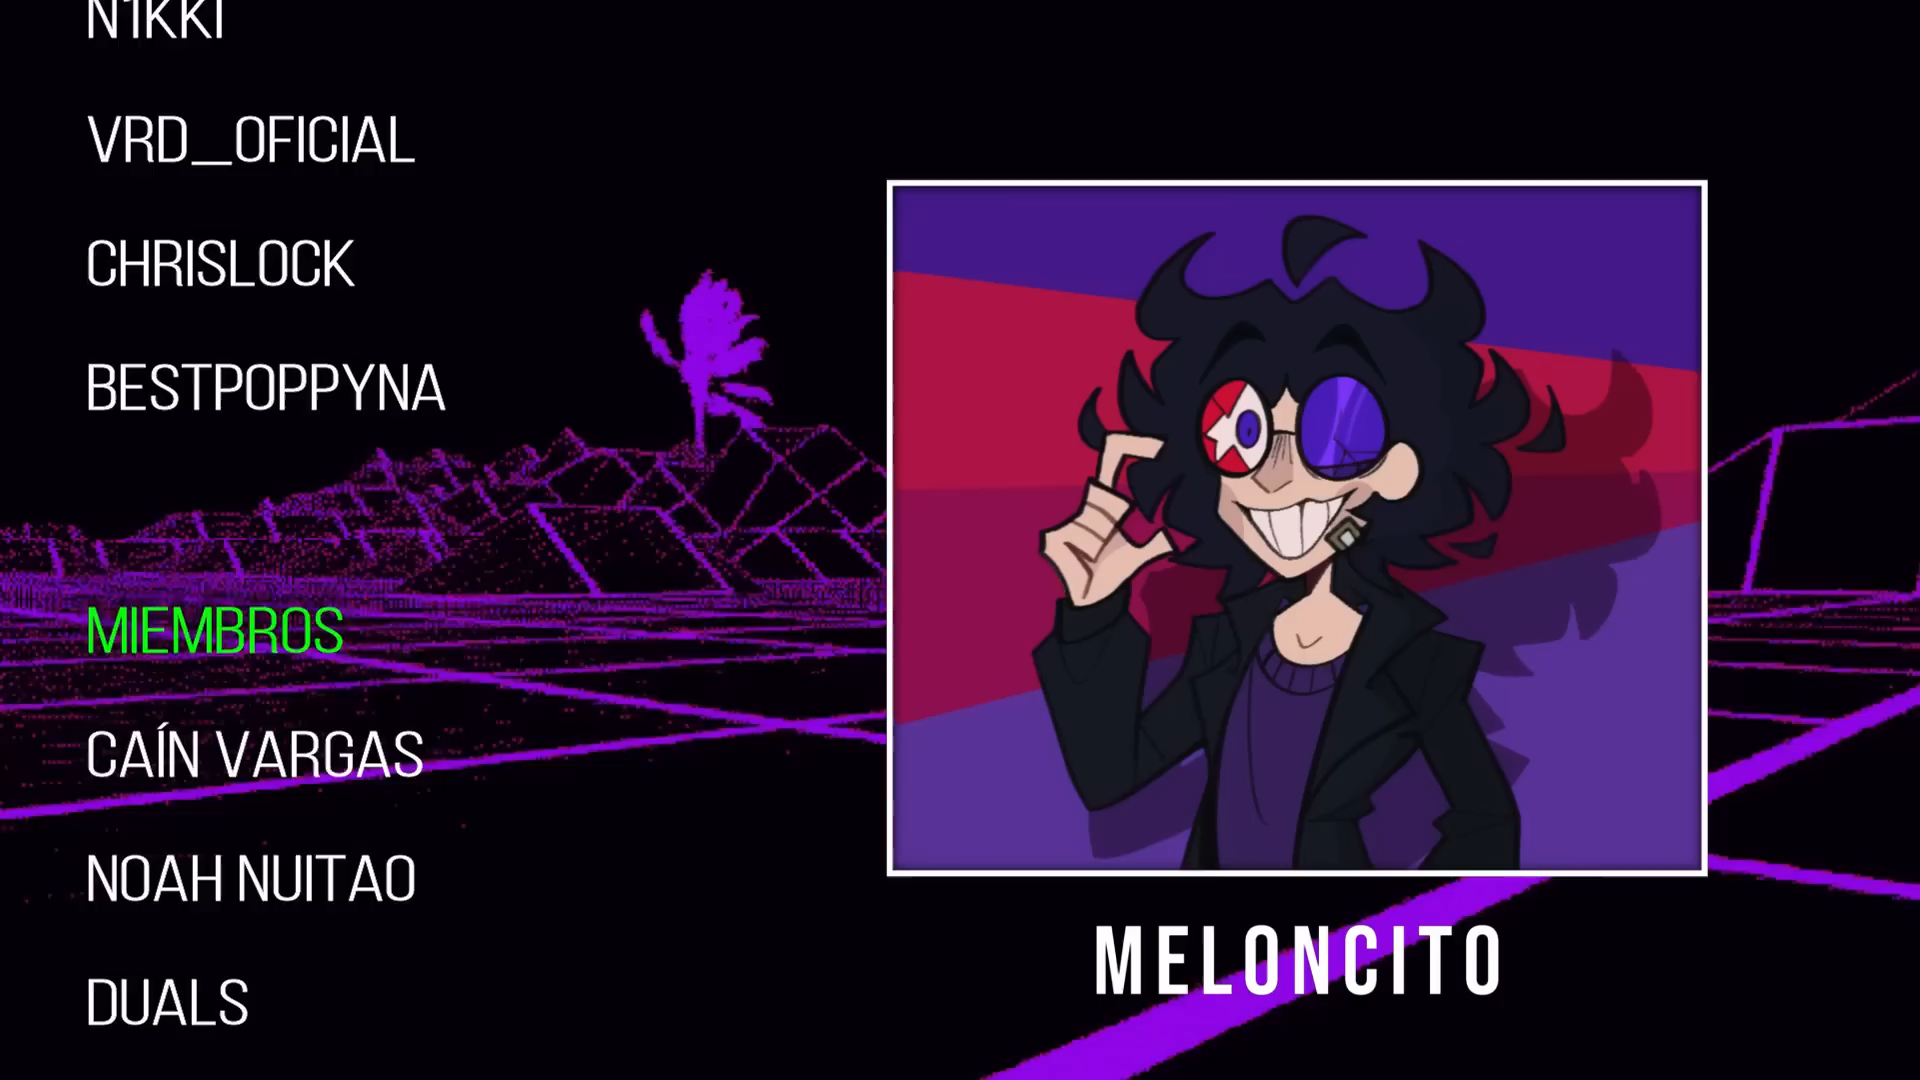 N1KKI
VRD_OFICIAL
CHRISLOCK
BESTPOPPYNA
MIEMBROS
CAÍN VARGAS
NOAH NUITAO
DUALS
MELONCITO